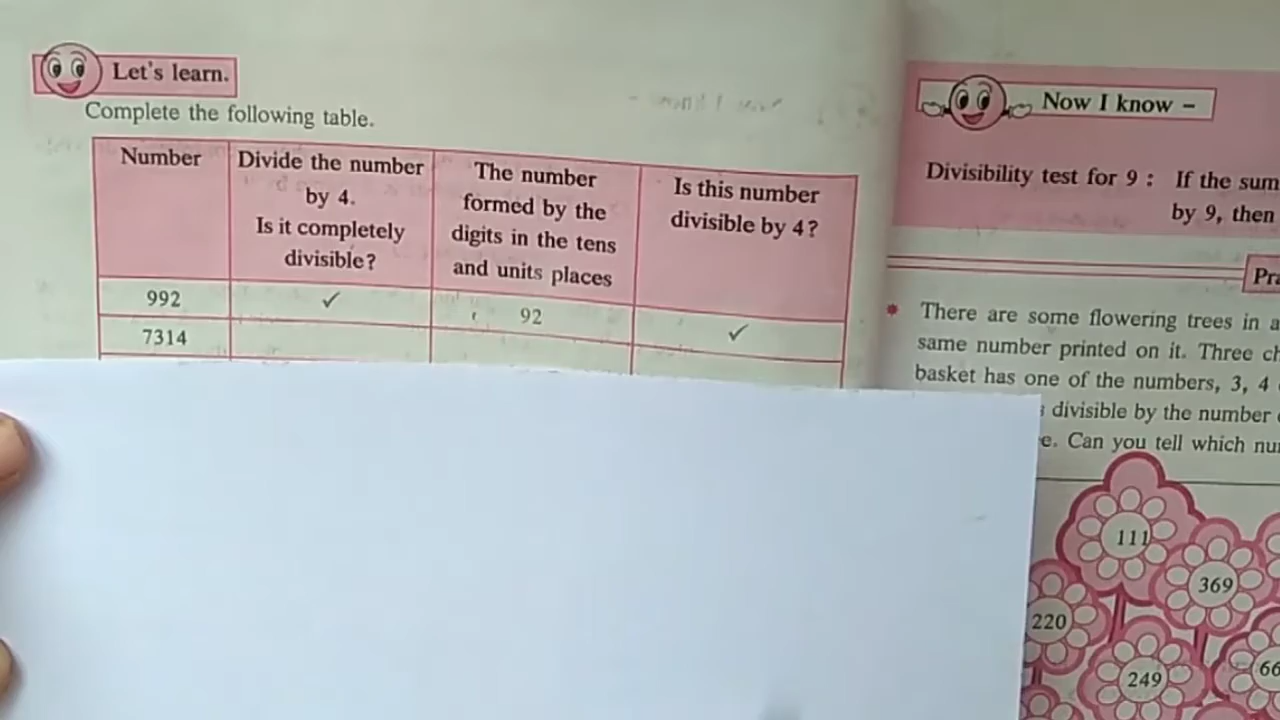 Let's learn.
Complete the following table.
Number
Divide the number
by 4.
Is it completely
divisible?
The number
formed by the
digits in the tens
and units places
Is this number
divisible by 4?
992 ✓ 92 ✓
7314
Now I know –
Divisibility test for 9 : If the sum
by 9, then
There are some flowering trees in a
same number printed on it. Three
basket has one of the numbers, 3, 4
divisible by the number
Can you tell which
111
369
220
249
66